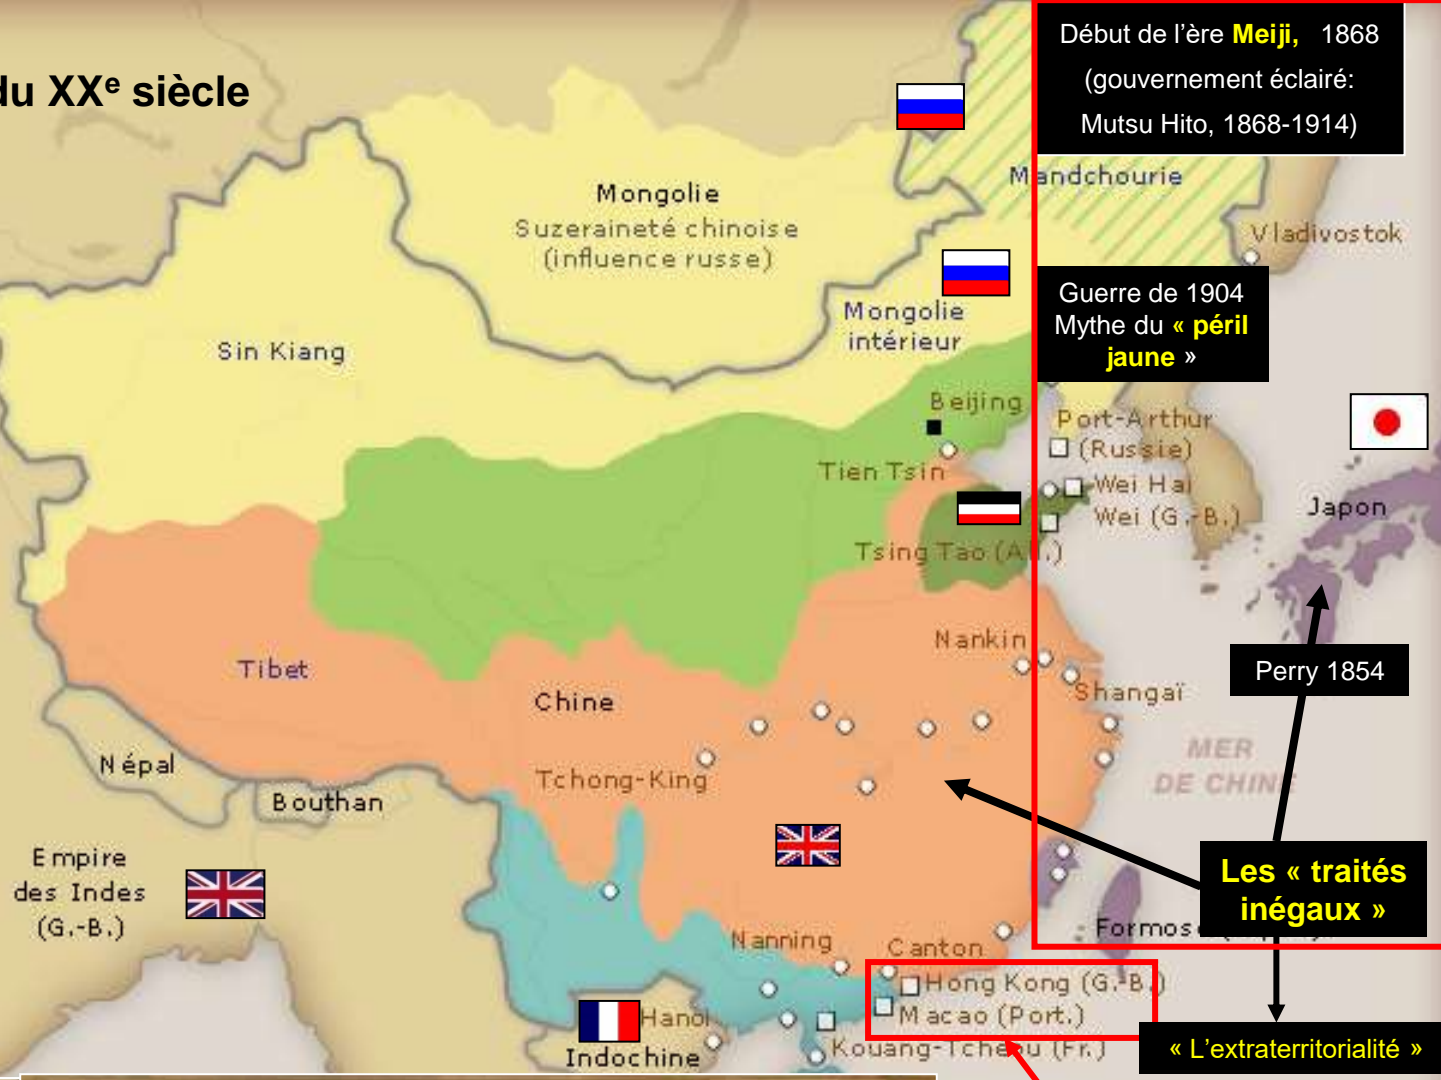 du XXe siècle
Début de l’ère Meiji, 1868
(gouvernement éclairé:
Mutsu Hito, 1868-1914)
Mandchourie
Mongolie
Suzeraineté chinoise
(influence russe)
Vladivostok
Guerre de 1904
Mythe du « péril
jaune »
Mongolie
intérieur
Sin Kiang
Beijing
Port-Arthur
(Russie)
Tien Tsin
Wei Hai
Wei (G.-B.)
Japon
Tsing Tao (All.)
Nankin
Tibet
Perry 1854
Chine
Shangaï
MER
DE CHINE
Népal
Tchong-King
Bouthan
Empire
des Indes
(G.-B.)
Les « traités
inégaux »
Formose
Nanning
Canton
Hong Kong (G.-B.)
Macao (Port.)
Hanoï
Indochine
Kouang-Tcheou (Fr.)
« L'extraterritorialité »